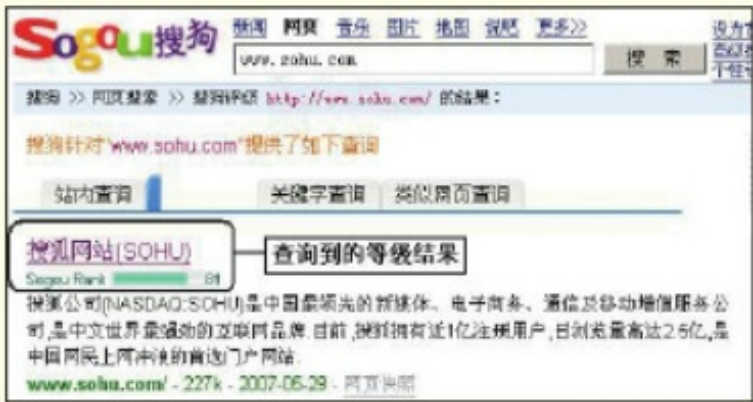 Sogou搜狗
新闻 网页 音乐 图片 地图 说吧 更多>>
www.sohu.com
搜 索
搜狗 >> 网页搜索 >> 搜狗评级 http://www.sohu.com/ 的结果:
搜狗针对"www.sohu.com"提供了如下查询
站内查询 关键字查询 类似网页查询
搜狐网站(SOHU)
查询到的等级结果
Sogou Rank 81
搜狐公司(NASDAQ:SOHU)是中国最领先的新媒体、电子商务、通信及移动增值服务公
司,是中文世界最强劲的互联网品牌.目前,搜狐拥有近1亿注册用户,日浏览量高达2.5亿,是
中国网民上网冲浪的首选门户网站.
www.sohu.com/ - 227k - 2007-05-29 - 网页快照